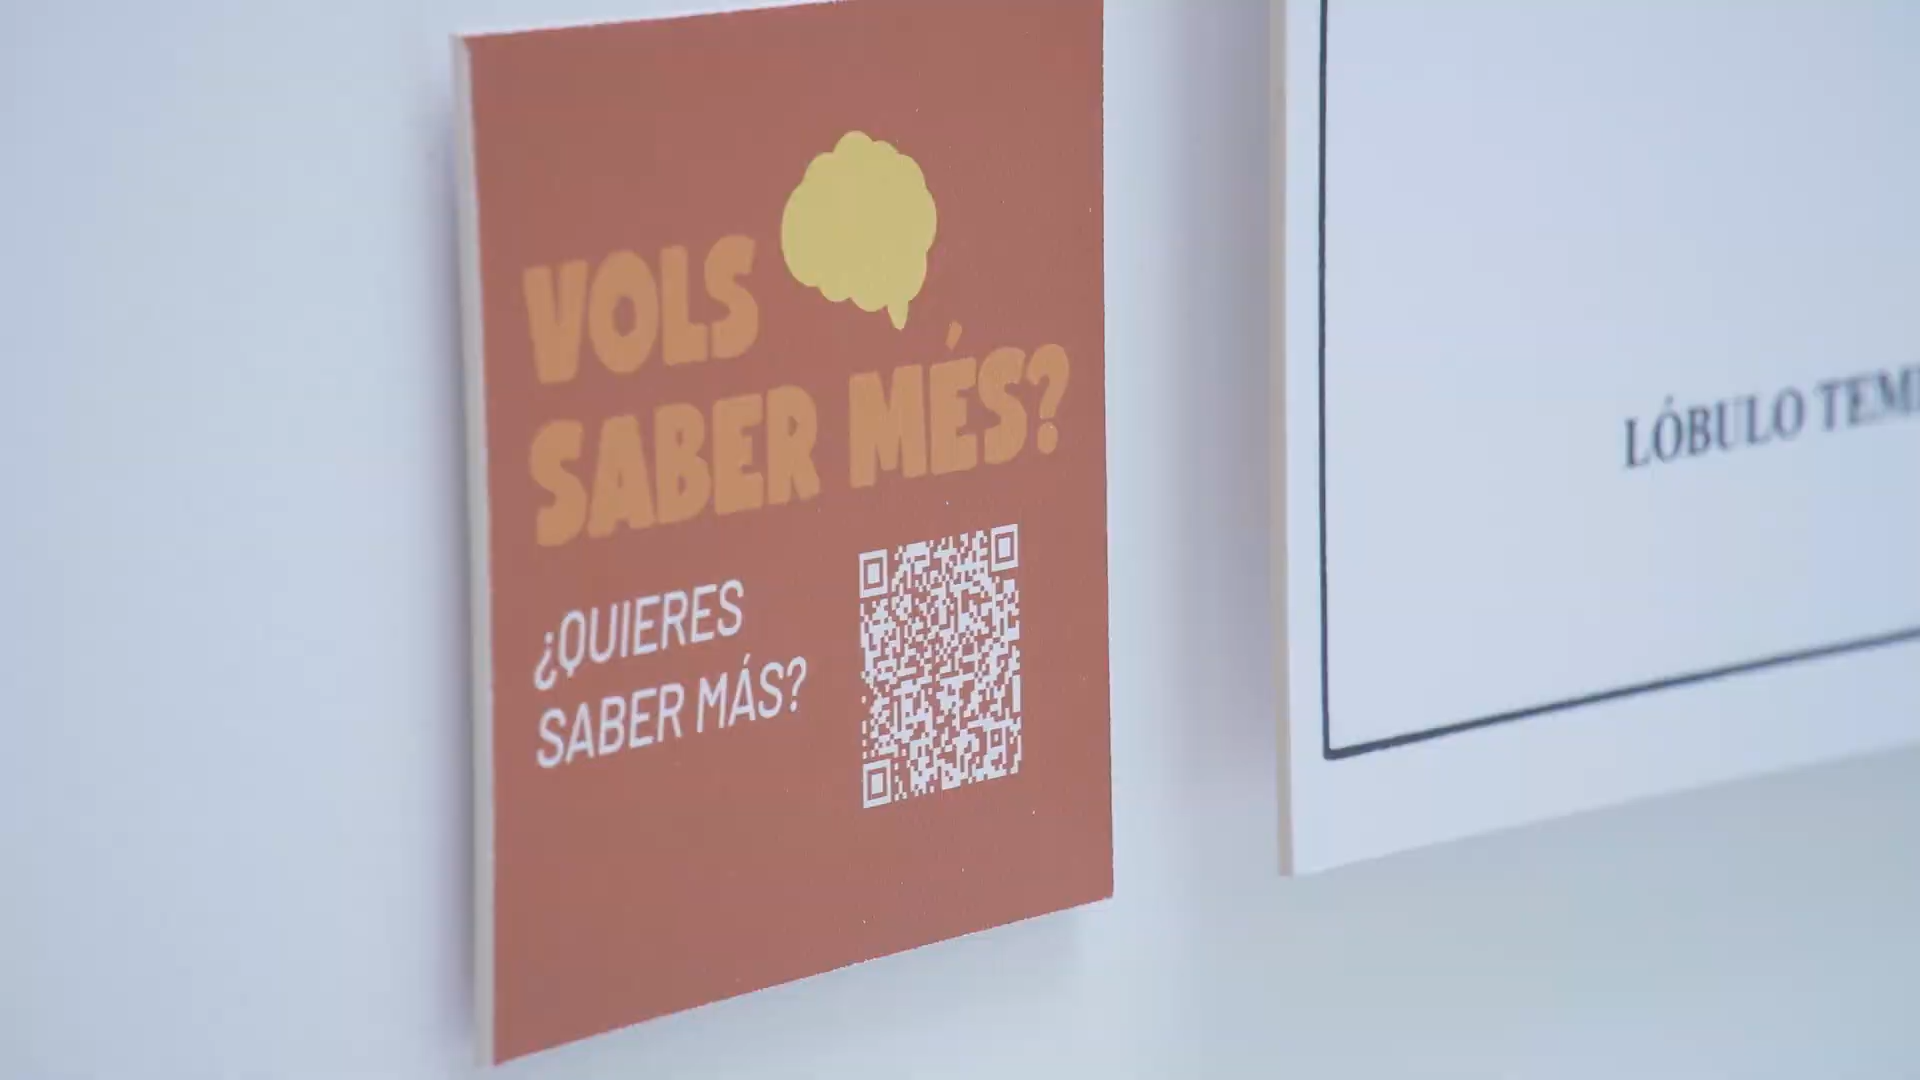 VOLS
SABER MÉS?
¿QUIERES
SABER MÁS?
LÓBULO